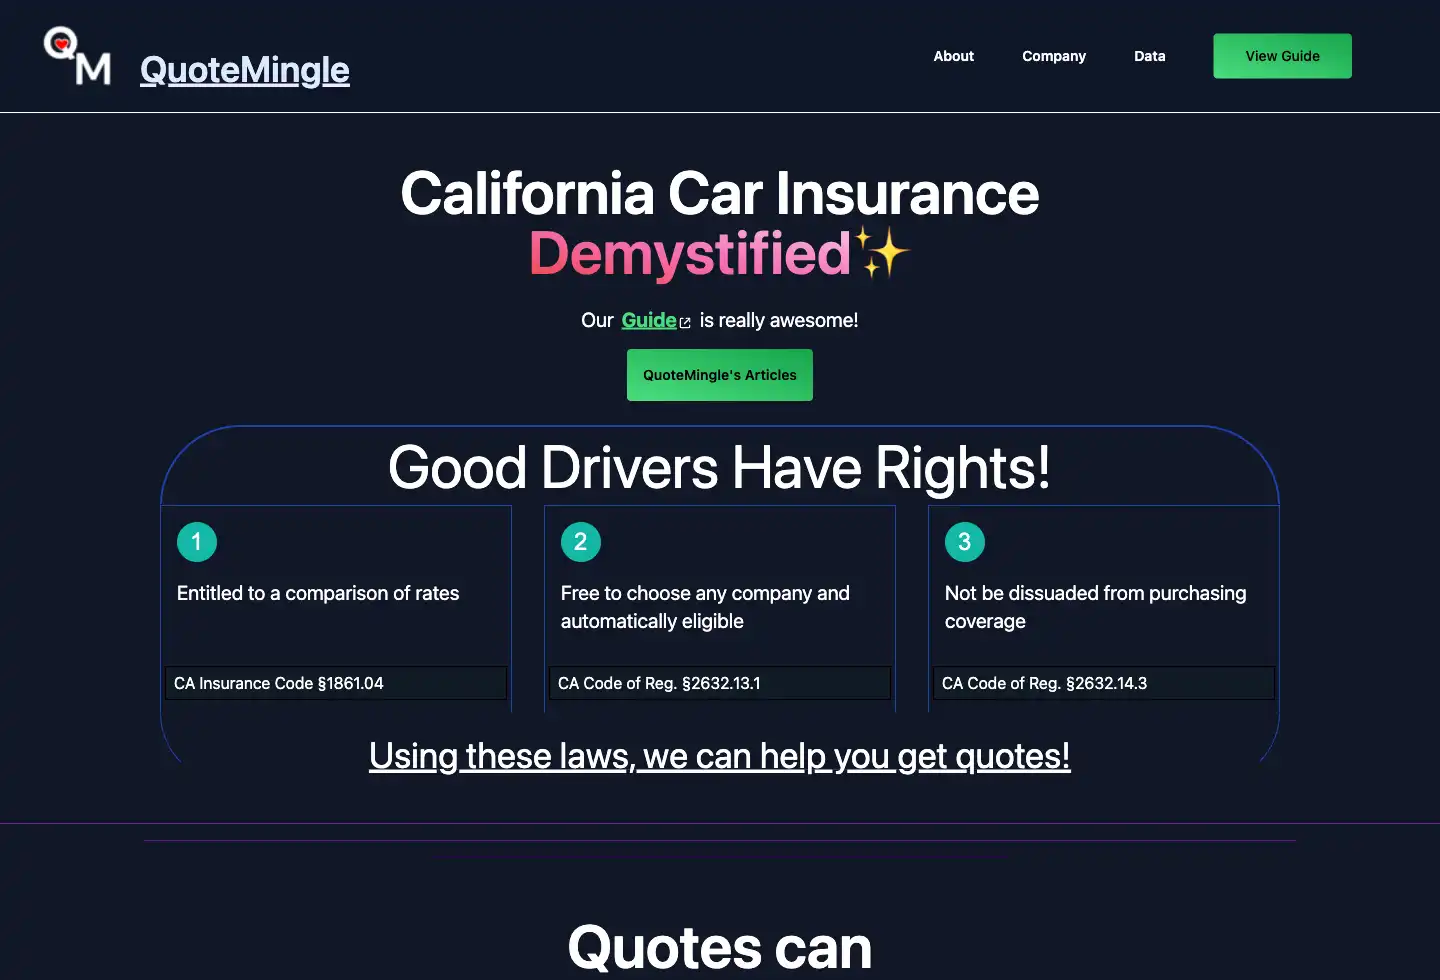 QM
QuoteMingle
About
Company
Data
View Guide
California Car Insurance
Demystified✨
Our Guide is really awesome!
QuoteMingle's Articles
Good Drivers Have Rights!
1
Entitled to a comparison of rates
CA Insurance Code §1861.04
2
Free to choose any company and
automatically eligible
CA Code of Reg. §2632.13.1
3
Not be dissuaded from purchasing
coverage
CA Code of Reg. §2632.14.3
Using these laws, we can help you get quotes!
Quotes can